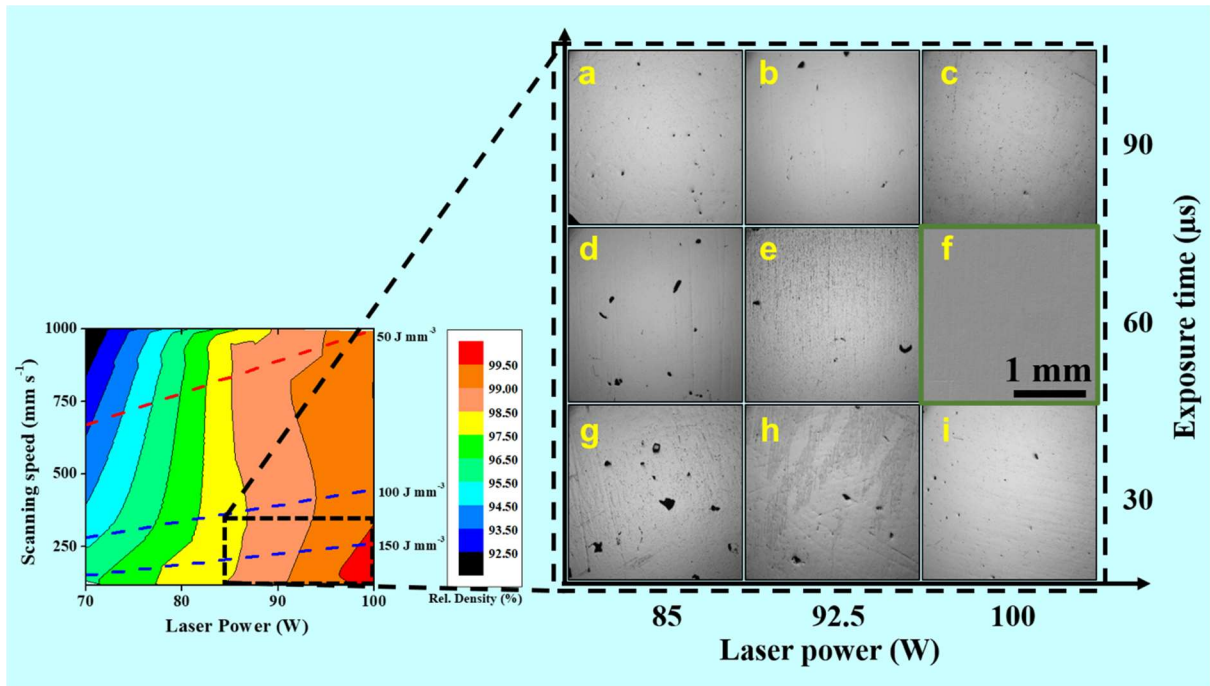 a
b
c
90
d
e
f
1 mm
60
g
h
i
30
Exposure time (µs)
85
92.5
100
Laser power (W)
1000
750
500
250
Scanning speed (mm s-1)
70
80
90
100
Laser Power (W)
50 J mm-3
100 J mm-3
150 J mm-3
99.50
99.00
98.50
97.50
96.50
95.50
94.50
93.50
92.50
Rel. Density (%)